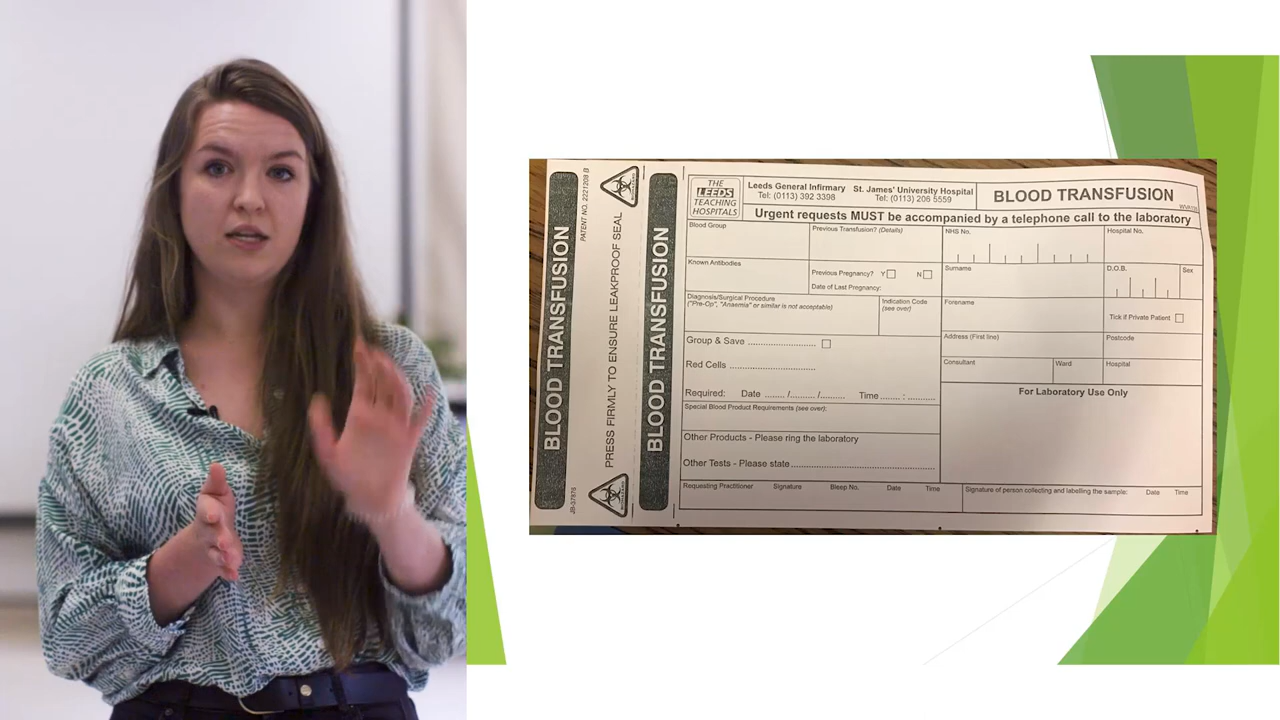 BLOOD TRANSFUSION
PATENT NO. 2221208 B
PRESS FIRMLY TO ENSURE LEAKPROOF SEAL
BLOOD TRANSFUSION
THE
LEEDS
TEACHING
HOSPITALS
Leeds General Infirmary St. James' University Hospital
Tel: (0113) 392 3398 Tel: (0113) 206 5559
BLOOD TRANSFUSION
Urgent requests MUST be accompanied by a telephone call to the laboratory
Blood Group
Previous Transfusion? (Details)
NHS No.
Hospital No.
Known Antibodies
Previous Pregnancy? Y N
Date of Last Pregnancy:
Surname
D.O.B.
Sex
Diagnosis/Surgical Procedure
("Pre-Op", "Anaemia" or similar is not acceptable)
Indication Code
(see over)
Forename
Tick if Private Patient
Group & Save ......................
Address (First line)
Postcode
Red Cells ............................
Consultant
Ward
Hospital
Required: Date ....... /........./......... Time ....... : ..........
For Laboratory Use Only
Special Blood Product Requirements (see over).
Other Products - Please ring the laboratory
Other Tests - Please state..............................................
Requesting Practitioner Signature Bleep No. Date Time
Signature of person collecting and labelling the sample: Date Time